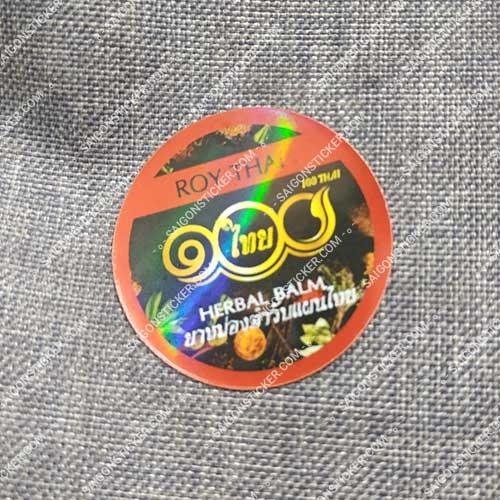 ROY THAI
100 THAI
๑๐๐
ไทย
HERBAL BALM
SAIGONSTICKER.COM